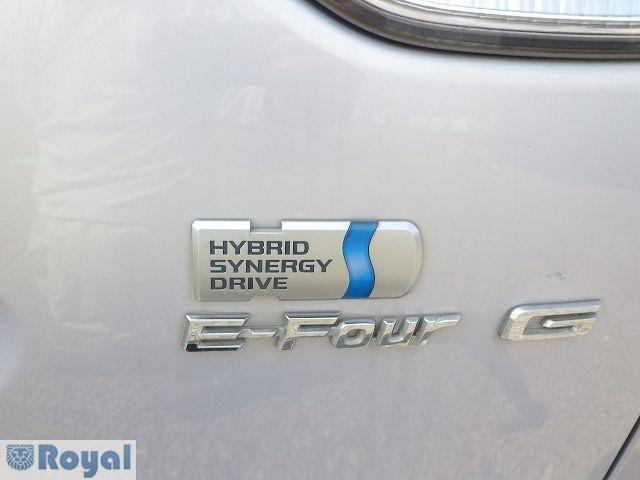 HYBRID
SYNERGY
DRIVE
E-Four G
Royal